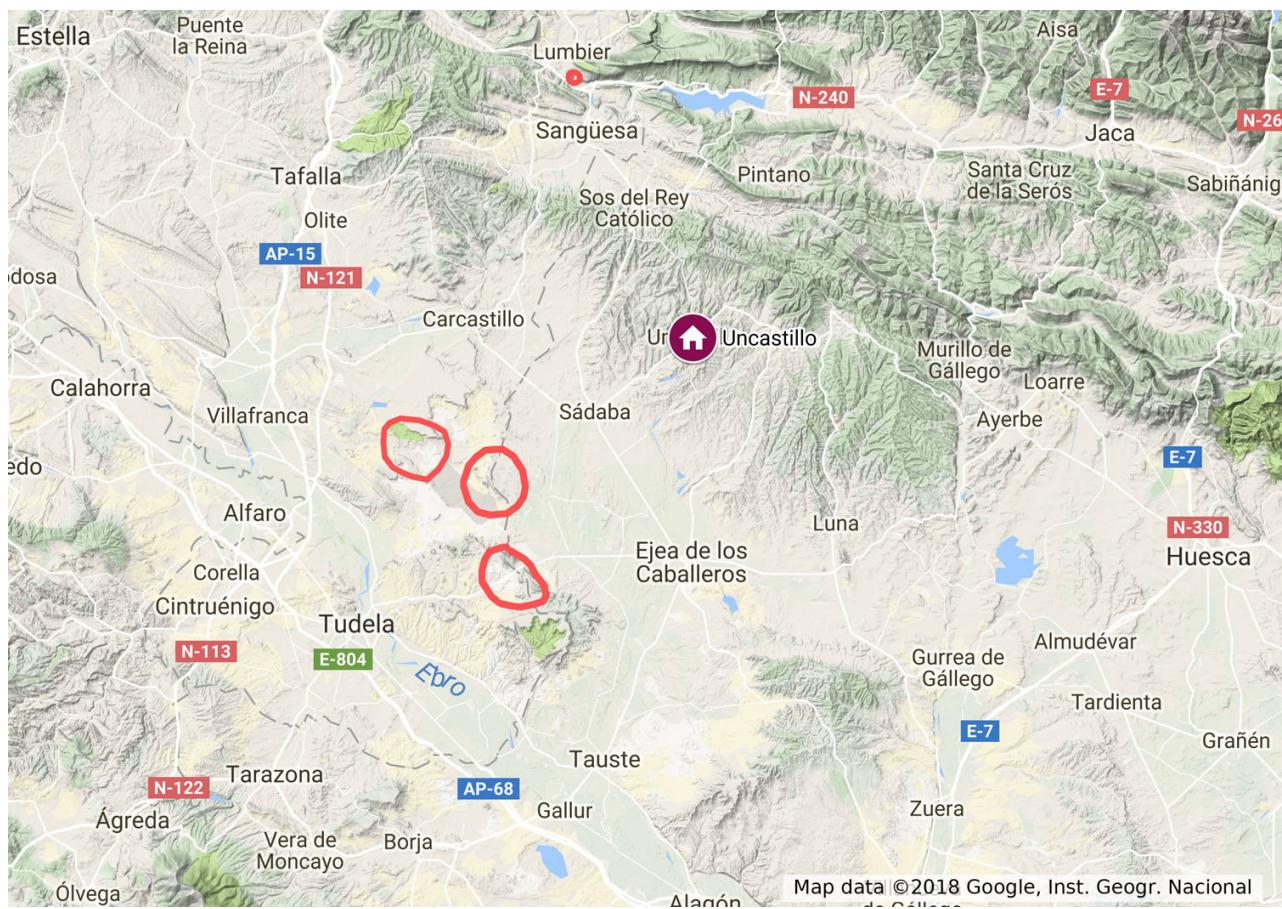 Estella
Puente
la Reina
Lumbier
Aisa
N-240
E-7
N-26
Sangüesa
Jaca
Tafalla
Pintano
Santa Cruz
de la Serós
Sabiñánig
Sos del Rey
Católico
Olite
AP-15
N-121
odosa
Carcastillo
Un
Uncastillo
Murillo de
Gállego
Loarre
Calahorra
Villafranca
Sádaba
Ayerbe
edo
E-7
Alfaro
Luna
N-330
Ejea de los
Caballeros
Huesca
Corella
Cintruénigo
Tudela
N-113
E-804
Ebro
Almudévar
Gurrea de
Gállego
Tardienta
E-7
Grañén
Tauste
Tarazona
N-122
AP-68
Gallur
Zuera
Ágreda
Vera de
Moncayo
Borja
Ólvega
Map data ©2018 Google, Inst. Geogr. Nacional
Alagón
de Gállego